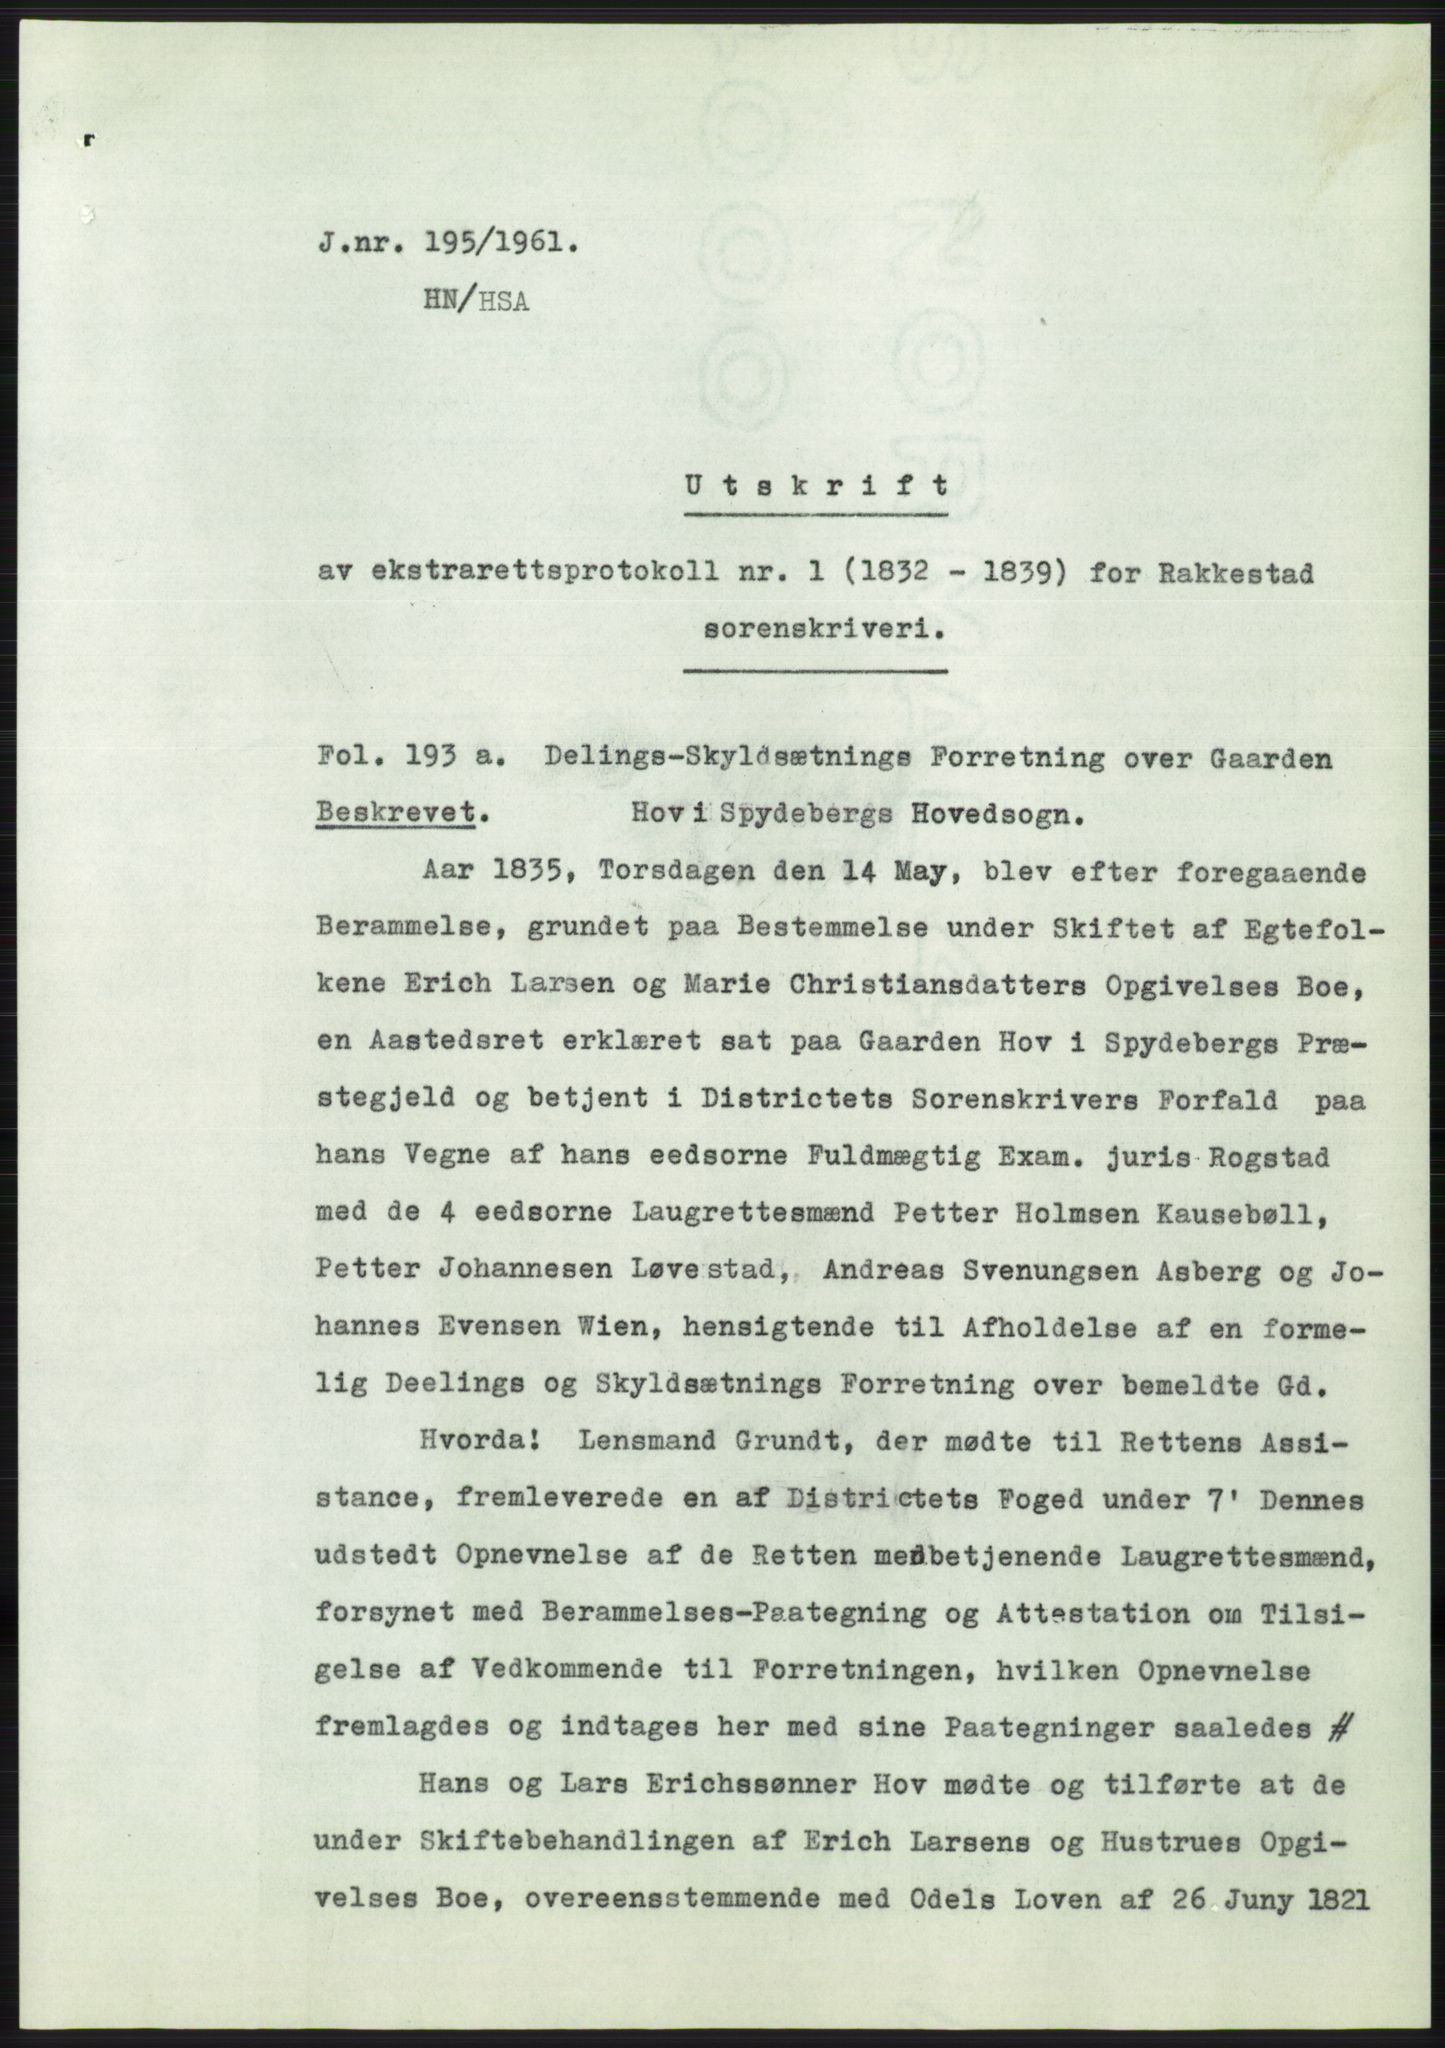 J.nr. 195/1961.
HN/HSA
Utskrift
av ekstrarettsprotokoll nr. 1 (1832 - 1839) for Rakkestad
sorenskriveri.
Fol. 193 a. Delings-Skyldsætnings Forretning over Gaarden
Beskrevet. Hov i Spydebergs Hovedsogn.
Aar 1835, Torsdagen den 14 May, blev efter foregaaende
Berammelse, grundet paa Bestemmelse under Skiftet af Egtefol-
kene Erich Larsen og Marie Christiansdatters Opgivelses Boe,
en Aastedsret erklæret sat paa Gaarden Hov i Spydebergs Præ-
stegjeld og betjent i Districtets Sorenskrivers Forfald paa
hans Vegne af hans eedsorne Fuldmægtig Exam. juris Rogstad
med de 4 eedsorne Laugrettesmænd Petter Holmsen Kausebøll,
Petter Johannesen Løvestad, Andreas Svenungsen Asberg og Jo-
hannes Evensen Wien, hensigtende til Afholdelse af en forme-
lig Deelings og Skyldsætnings Forretning over bemeldte Gd.
Hvorda! Lensmand Grundt, der mødte til Rettens Assi-
stance, fremleverede en af Districtets Foged under 7' Dennes
udstedt Opnevnelse af de Retten medbetjenende Laugrettesmænd,
forsynet med Berammelses-Paategning og Attestation om Tilsi-
gelse af Vedkommende til Forretningen, hvilken Opnevnelse
fremlagdes og indtages her med sine Paategninger saaledes #
Hans og Lars Erichssønner Hov mødte og tilførte at de
under Skiftebehandlingen af Erich Larsens og Hustrues Opgi-
velses Boe, overeensstemmende med Odels Loven af 26 Juny 1821